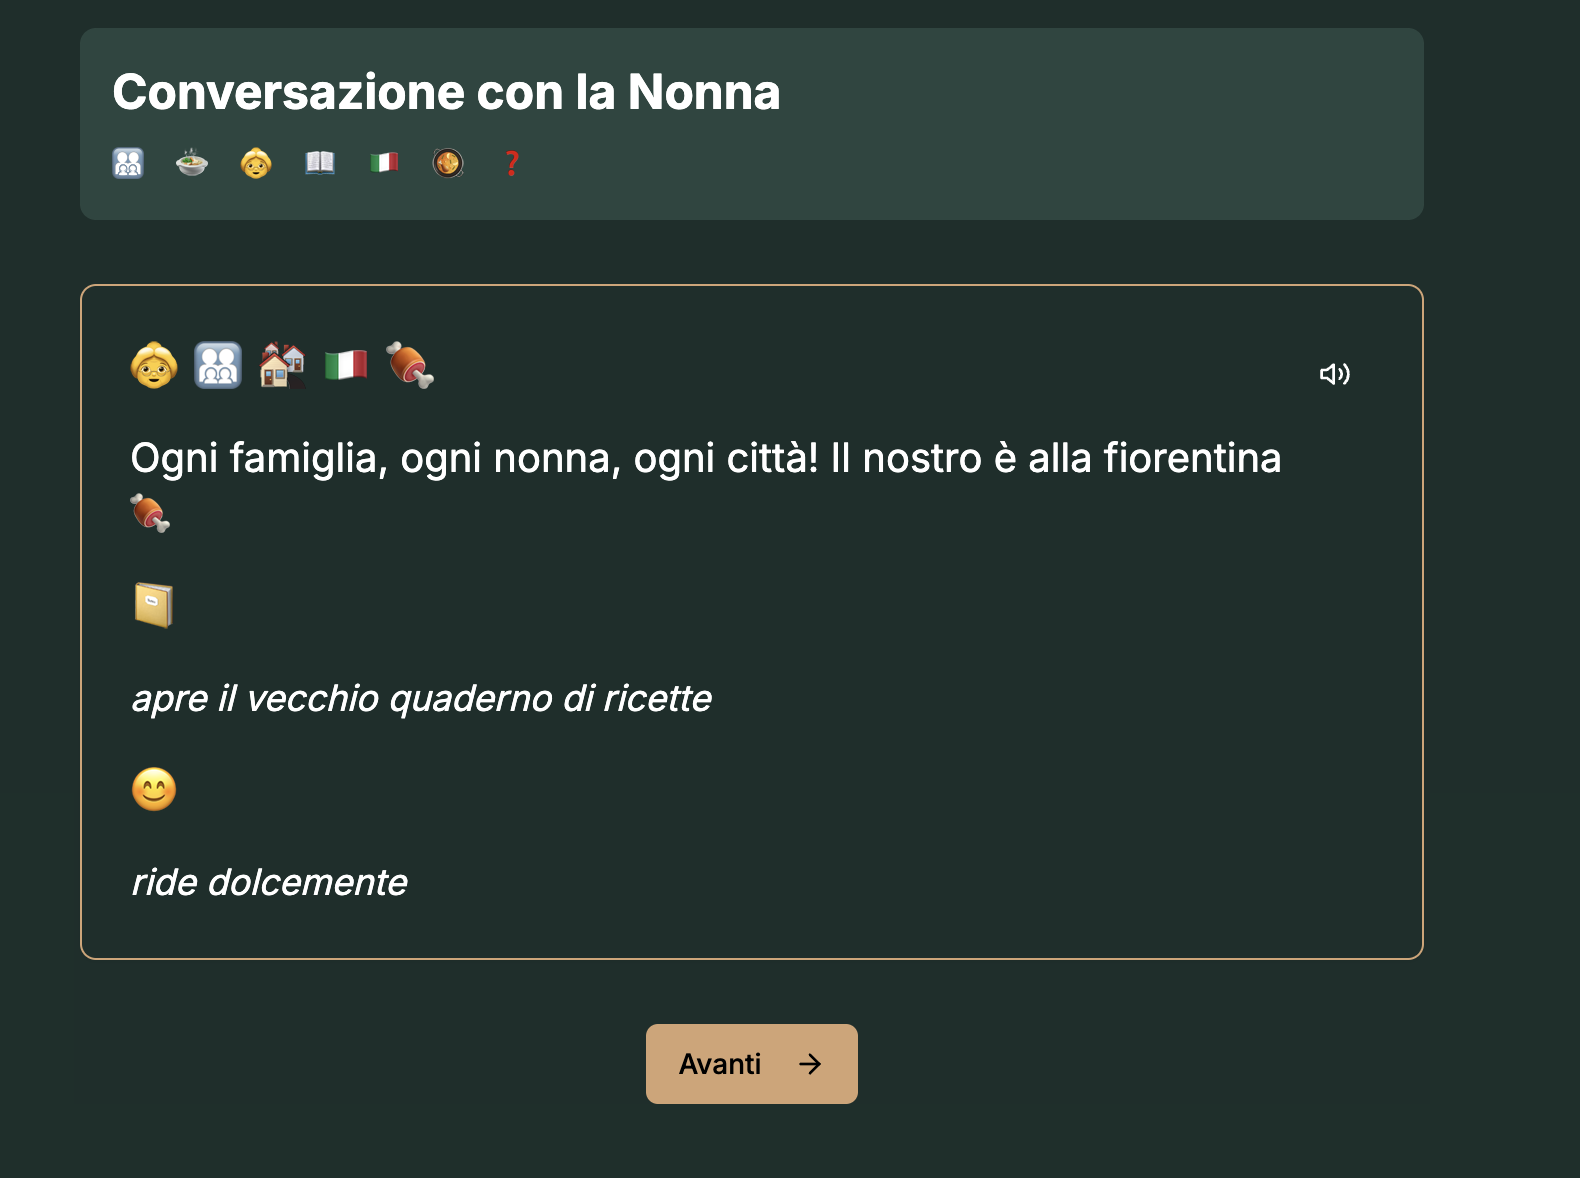 Conversazione con la Nonna
Ogni famiglia, ogni nonna, ogni città! Il nostro è alla fiorentina
apre il vecchio quaderno di ricette
ride dolcemente
Avanti